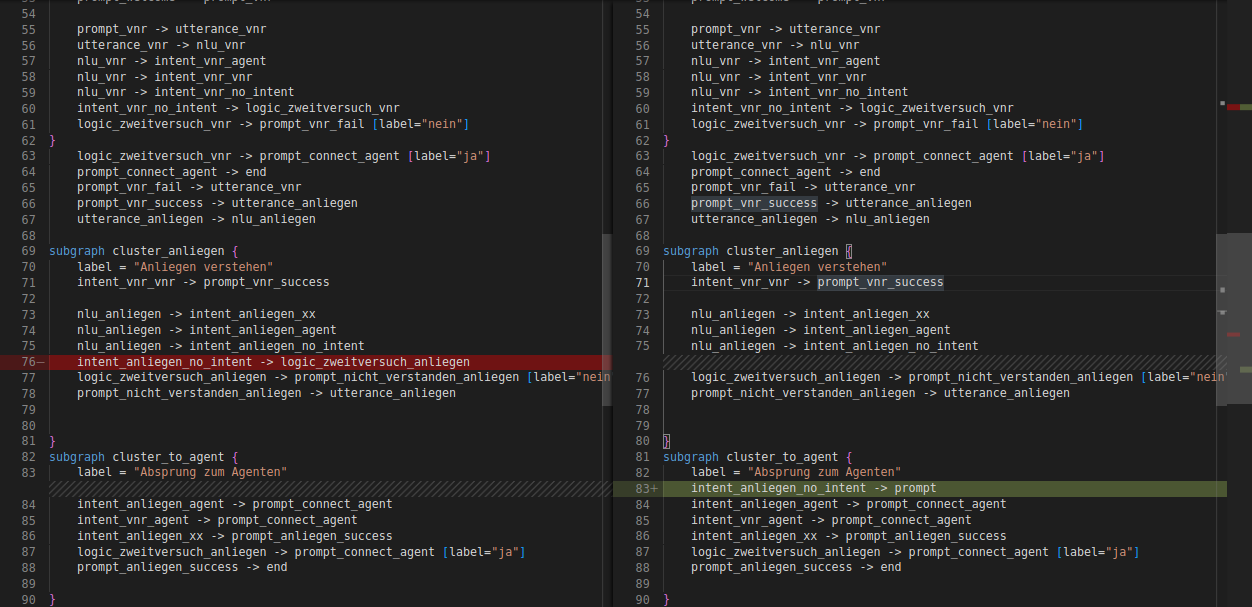 54
55 prompt_vnr -> utterance_vnr
56 utterance_vnr -> nlu_vnr
57 nlu_vnr -> intent_vnr_agent
58 nlu_vnr -> intent_vnr_vnr
59 nlu_vnr -> intent_vnr_no_intent
60 intent_vnr_no_intent -> logic_zweitversuch_vnr
61 logic_zweitversuch_vnr -> prompt_vnr_fail [label="nein"]
62 }
63 logic_zweitversuch_vnr -> prompt_connect_agent [label="ja"]
64 prompt_connect_agent -> end
65 prompt_vnr_fail -> utterance_vnr
66 prompt_vnr_success -> utterance_anliegen
67 utterance_anliegen -> nlu_anliegen
68
69 subgraph cluster_anliegen {
70 label = "Anliegen verstehen"
71 intent_vnr_vnr -> prompt_vnr_success
72
73 nlu_anliegen -> intent_anliegen_xx
74 nlu_anliegen -> intent_anliegen_agent
75 nlu_anliegen -> intent_anliegen_no_intent
76— intent_anliegen_no_intent -> logic_zweitversuch_anliegen
77 logic_zweitversuch_anliegen -> prompt_nicht_verstanden_anliegen [label="nein
78 prompt_nicht_verstanden_anliegen -> utterance_anliegen
79
80
81 }
82 subgraph cluster_to_agent {
83 label = "Absprung zum Agenten"
84 intent_anliegen_agent -> prompt_connect_agent
85 intent_vnr_agent -> prompt_connect_agent
86 intent_anliegen_xx -> prompt_anliegen_success
87 logic_zweitversuch_anliegen -> prompt_connect_agent [label="ja"]
88 prompt_anliegen_success -> end
89
90 }
54
55 prompt_vnr -> utterance_vnr
56 utterance_vnr -> nlu_vnr
57 nlu_vnr -> intent_vnr_agent
58 nlu_vnr -> intent_vnr_vnr
59 nlu_vnr -> intent_vnr_no_intent
60 intent_vnr_no_intent -> logic_zweitversuch_vnr
61 logic_zweitversuch_vnr -> prompt_vnr_fail [label="nein"]
62 }
63 logic_zweitversuch_vnr -> prompt_connect_agent [label="ja"]
64 prompt_connect_agent -> end
65 prompt_vnr_fail -> utterance_vnr
66 prompt_vnr_success -> utterance_anliegen
67 utterance_anliegen -> nlu_anliegen
68
69 subgraph cluster_anliegen {
70 label = "Anliegen verstehen"
71 intent_vnr_vnr -> prompt_vnr_success
72
73 nlu_anliegen -> intent_anliegen_xx
74 nlu_anliegen -> intent_anliegen_agent
75 nlu_anliegen -> intent_anliegen_no_intent
76 logic_zweitversuch_anliegen -> prompt_nicht_verstanden_anliegen [label="nein"
77 prompt_nicht_verstanden_anliegen -> utterance_anliegen
78
79
80 }
81 subgraph cluster_to_agent {
82 label = "Absprung zum Agenten"
83+ intent_anliegen_no_intent -> prompt
84 intent_anliegen_agent -> prompt_connect_agent
85 intent_vnr_agent -> prompt_connect_agent
86 intent_anliegen_xx -> prompt_anliegen_success
87 logic_zweitversuch_anliegen -> prompt_connect_agent [label="ja"]
88 prompt_anliegen_success -> end
89
90 }